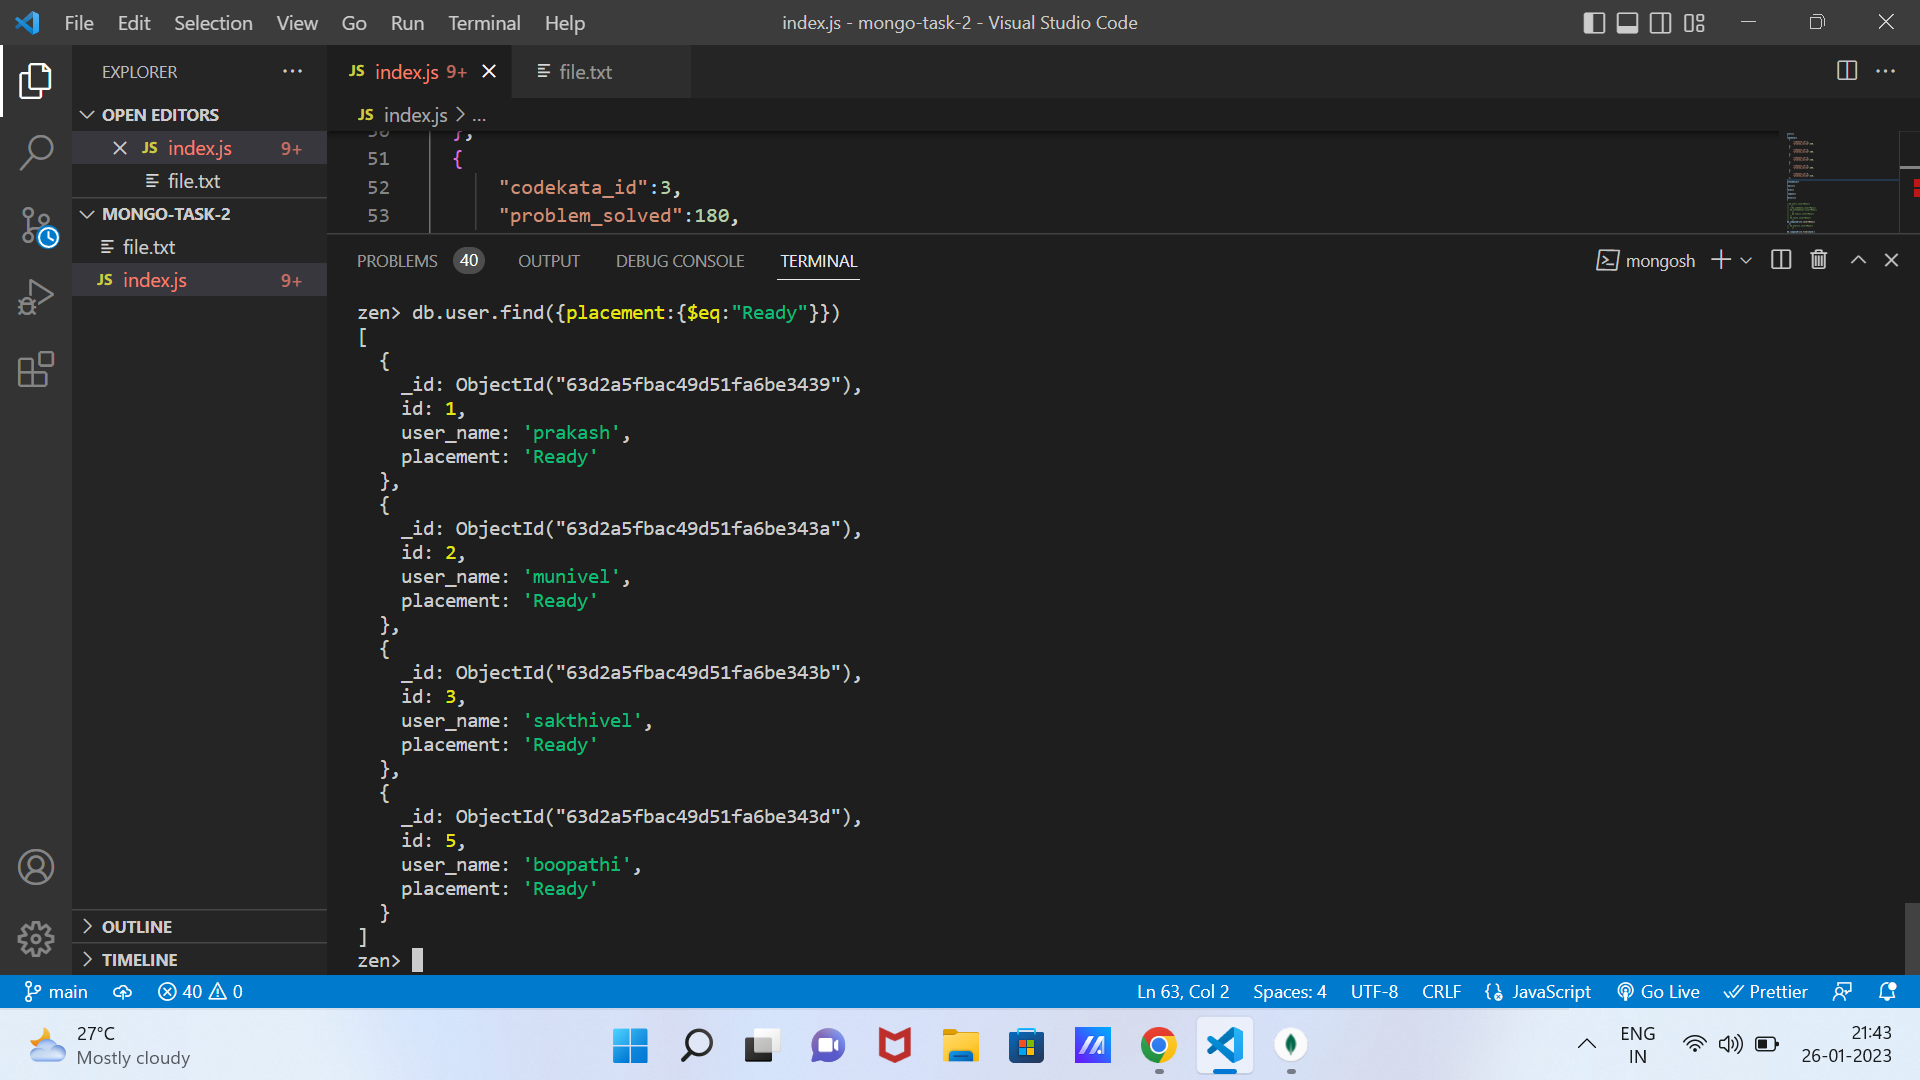 File Edit Selection View Go Run Terminal Help
index.js - mongo-task-2 - Visual Studio Code
EXPLORER
OPEN EDITORS
JS index.js 9+
file.txt
MONGO-TASK-2
file.txt
JS index.js 9+
OUTLINE
TIMELINE
JS index.js 9+
file.txt
JS index.js > ...
50 },
51 {
52 "codekata_id":3,
53 "problem_solved":180,
PROBLEMS 40 OUTPUT DEBUG CONSOLE TERMINAL
mongosh
zen> db.user.find({placement:{$eq:"Ready"}})
[
{
_id: ObjectId("63d2a5fbac49d51fa6be3439"),
id: 1,
user_name: 'prakash',
placement: 'Ready'
},
{
_id: ObjectId("63d2a5fbac49d51fa6be343a"),
id: 2,
user_name: 'munivel',
placement: 'Ready'
},
{
_id: ObjectId("63d2a5fbac49d51fa6be343b"),
id: 3,
user_name: 'sakthivel',
placement: 'Ready'
},
{
_id: ObjectId("63d2a5fbac49d51fa6be343d"),
id: 5,
user_name: 'boopathi',
placement: 'Ready'
}
]
zen>
main 40 0
Ln 63, Col 2 Spaces: 4 UTF-8 CRLF JavaScript Go Live Prettier
27°C
Mostly cloudy
ENG
IN
21:43
26-01-2023